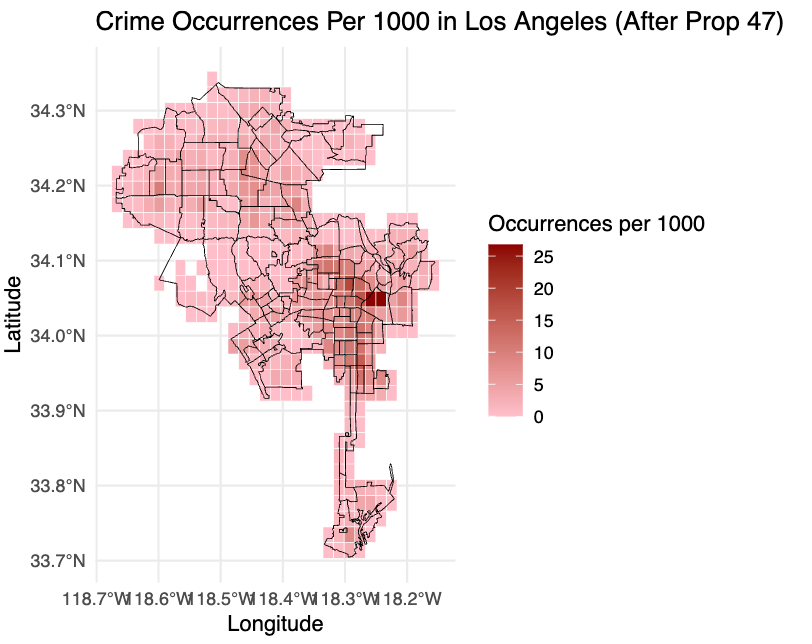 Crime Occurrences Per 1000 in Los Angeles (After Prop 47)
34.3°N
34.2°N
34.1°N
34.0°N
33.9°N
33.8°N
33.7°N
Latitude
118.7°W 118.6°W 118.5°W 118.4°W 118.3°W 118.2°W
Longitude
Occurrences per 1000
25
20
15
10
5
0